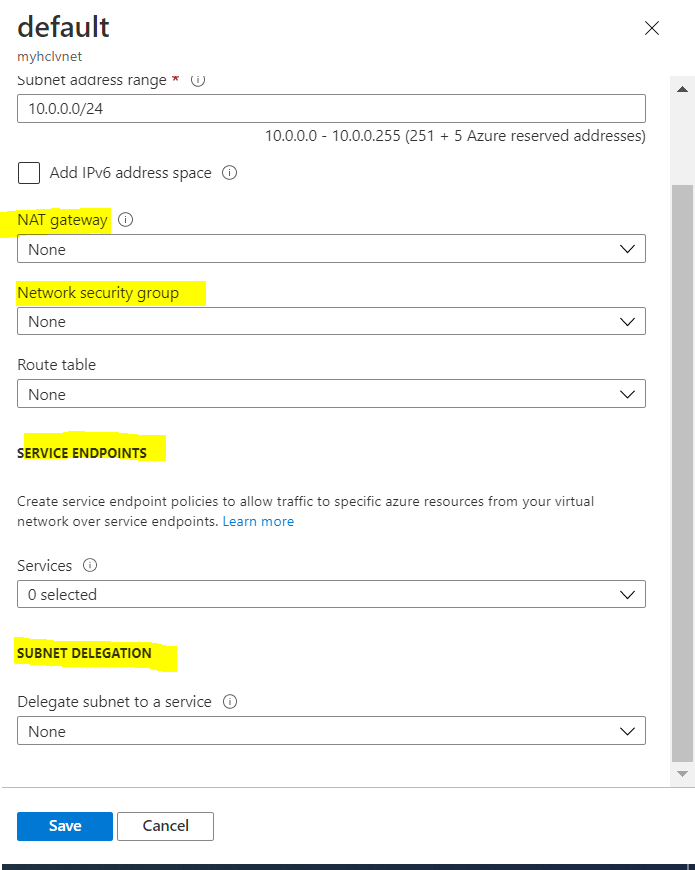 default
myhclvnet
Subnet address range *
10.0.0.0/24
10.0.0.0 - 10.0.0.255 (251 + 5 Azure reserved addresses)
Add IPv6 address space
NAT gateway
None
Network security group
None
Route table
None
SERVICE ENDPOINTS
Create service endpoint policies to allow traffic to specific azure resources from your virtual
network over service endpoints. Learn more
Services
0 selected
SUBNET DELEGATION
Delegate subnet to a service
None
Save Cancel